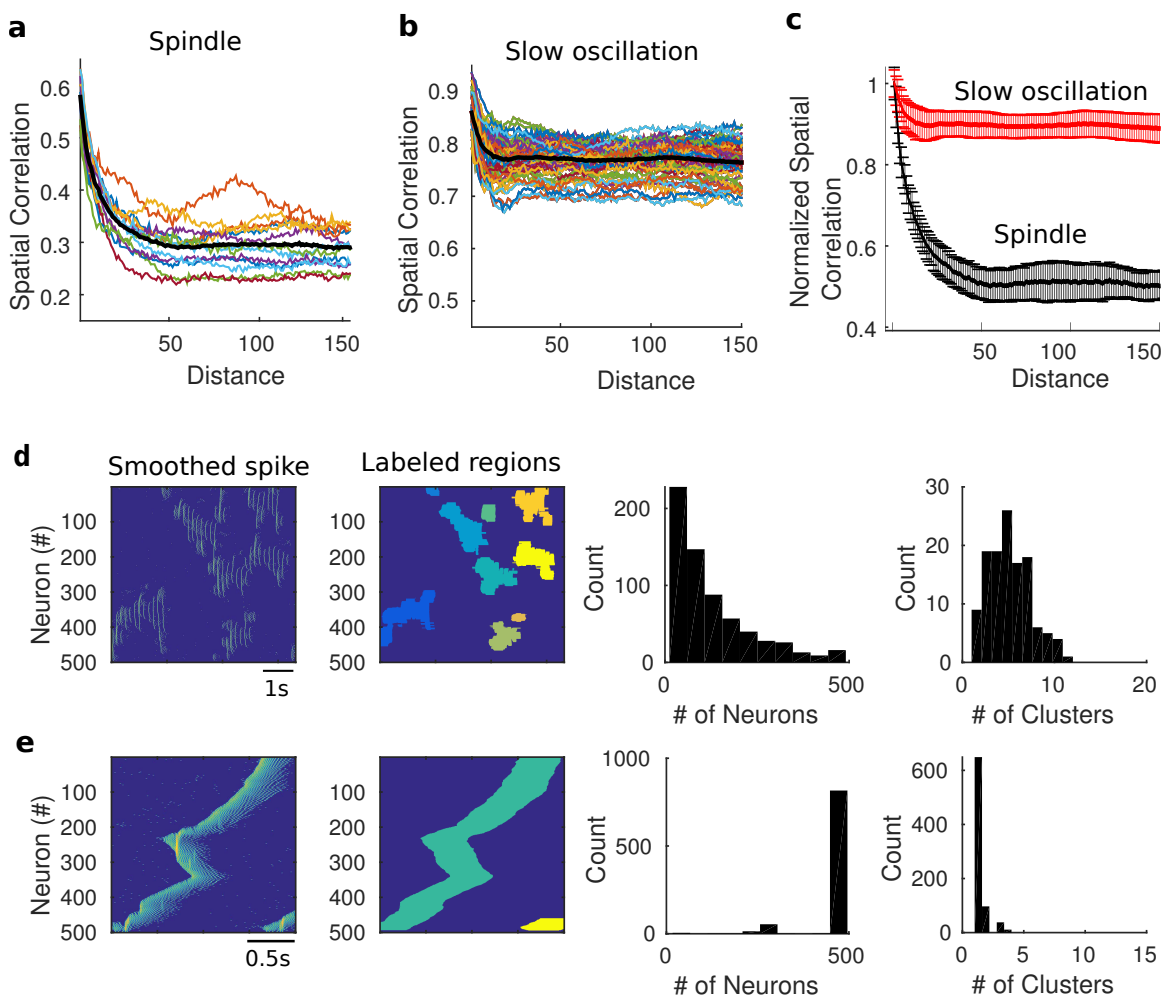 a
Spindle
Spatial Correlation
0.6
0.5
0.4
0.3
0.2
50
100
150
Distance
b
Slow oscillation
Spatial Correlation
0.9
0.8
0.7
0.6
0.5
50
100
150
Distance
c
Normalized Spatial
Correlation
1
0.8
0.6
0.4
Slow oscillation
Spindle
50
100
150
Distance
d
Smoothed spike
Neuron (#)
100
200
300
400
500
1s
Labeled regions
Count
200
100
0
0
500
# of Neurons
Count
30
20
10
0
0
10
20
# of Clusters
e
Neuron (#)
100
200
300
400
500
0.5s
Count
1000
500
0
0
500
# of Neurons
Count
600
400
200
0
0
5
10
15
# of Clusters